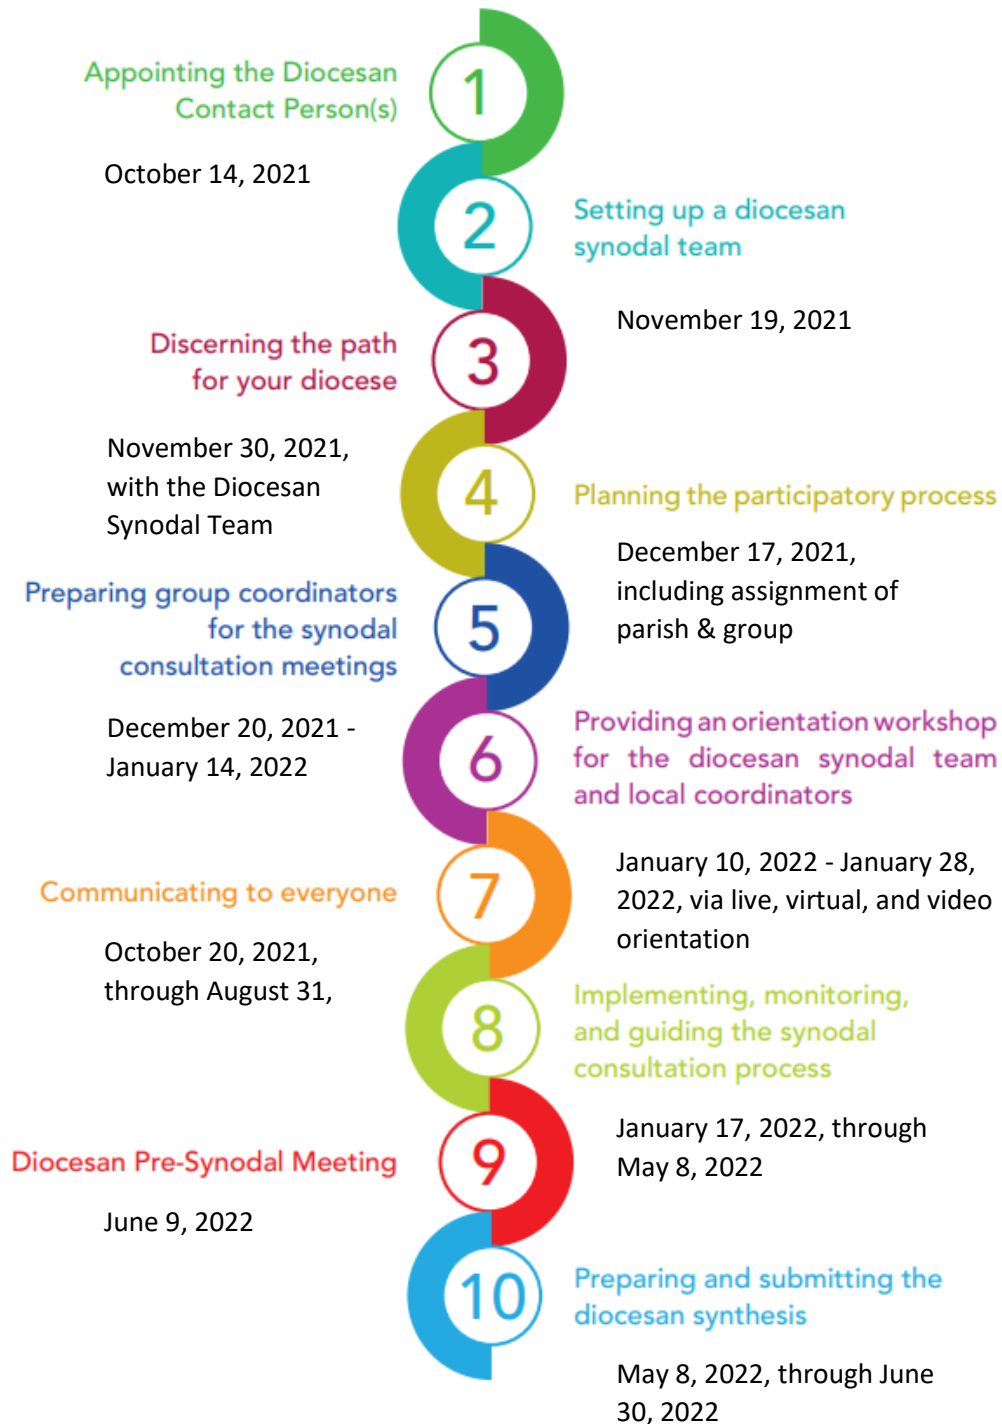 1
Appointing the Diocesan
Contact Person(s)
October 14, 2021
2
Setting up a diocesan
synodal team
November 19, 2021
3
Discerning the path
for your diocese
November 30, 2021,
with the Diocesan
Synodal Team
4
Planning the participatory process
December 17, 2021,
including assignment of
parish & group
5
Preparing group coordinators
for the synodal
consultation meetings
December 20, 2021 -
January 14, 2022
6
Providing an orientation workshop
for the diocesan synodal team
and local coordinators
January 10, 2022 - January 28,
2022, via live, virtual, and video
orientation
7
Communicating to everyone
October 20, 2021,
through August 31,
8
Implementing, monitoring,
and guiding the synodal
consultation process
January 17, 2022, through
May 8, 2022
9
Diocesan Pre-Synodal Meeting
June 9, 2022
10
Preparing and submitting the
diocesan synthesis
May 8, 2022, through June
30, 2022